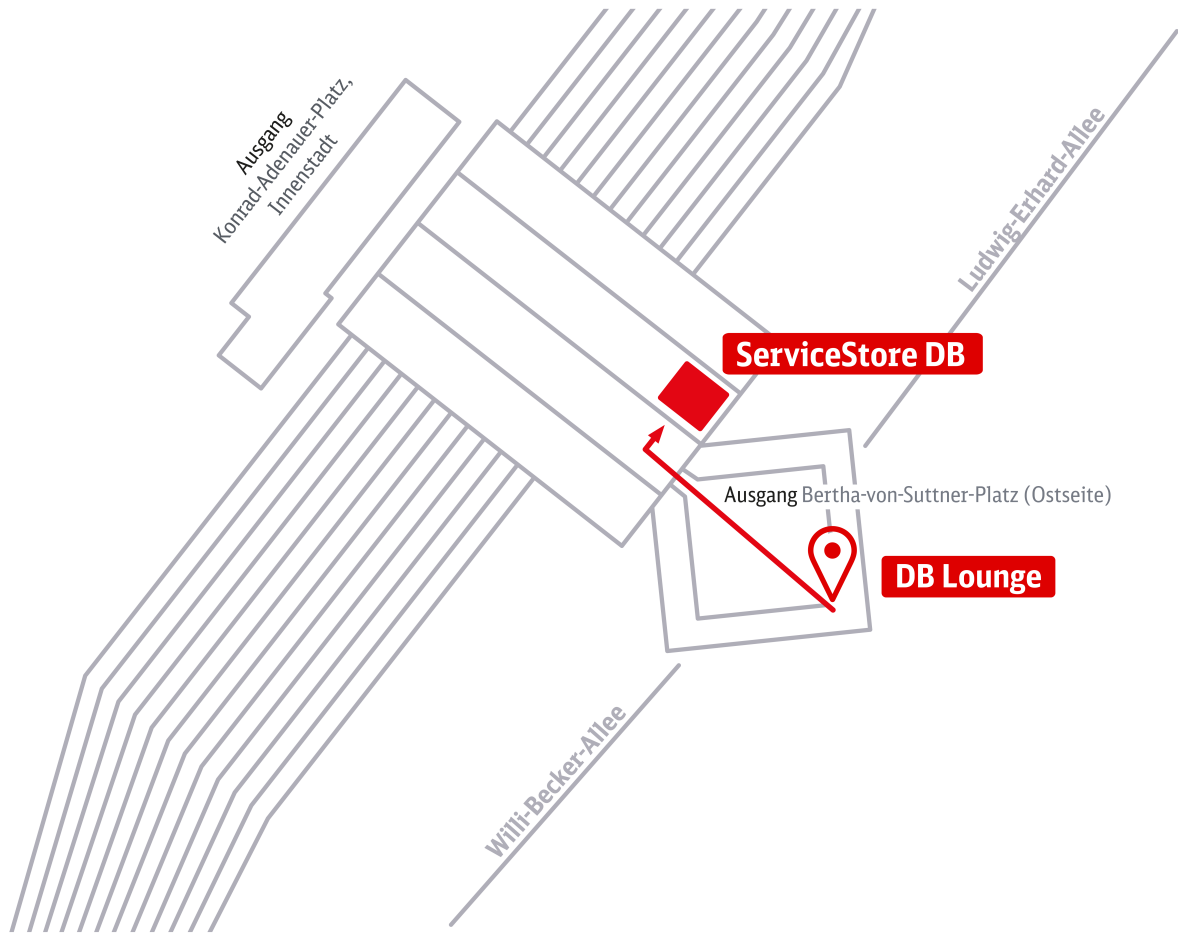 Ausgang
Konrad-Adenauer-Platz,
Innenstadt
Ludwig-Erhard-Allee
ServiceStore DB
Ausgang Bertha-von-Suttner-Platz (Ostseite)
DB Lounge
Willi-Becker-Allee